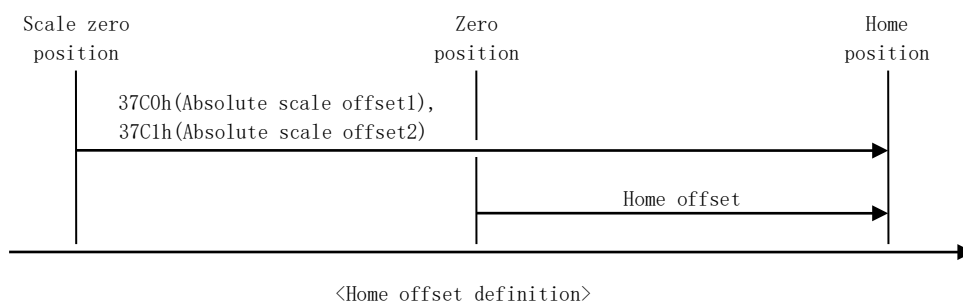 Scale zero
position
Zero
position
Home
position
37C0h(Absolute scale offset1),
37C1h(Absolute scale offset2)
Home offset
<Home offset definition>